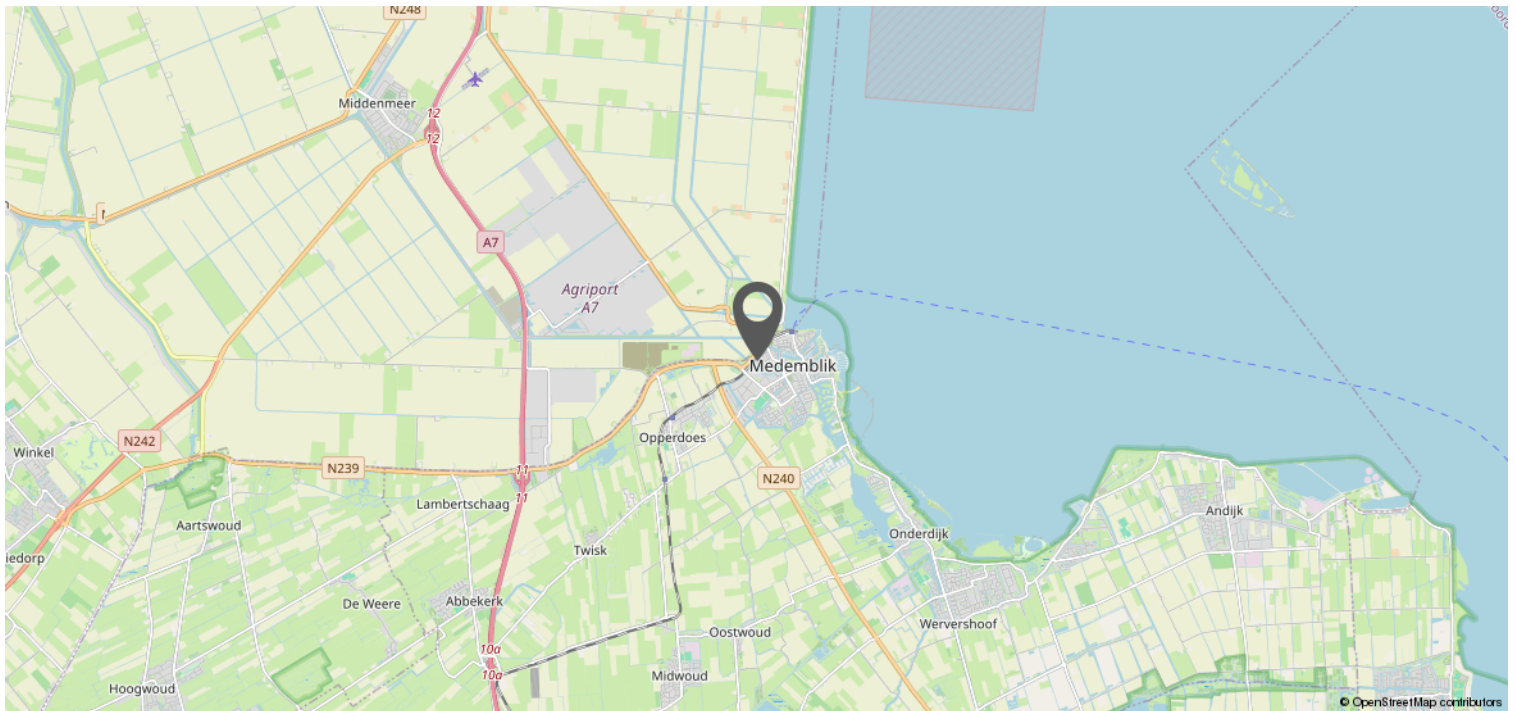 N248
Middenmeer
12
12
A7
Agriport
A7
Medemblik
N242
Winkel
N239
11
11
Opperdoes
N240
Lambertschaag
Aartswoud
Andijk
Onderdijk
Twisk
iedorp
De Weere
Abbekerk
Wervershoof
Oostwoud
10a
10a
Midwoud
Hoogwoud
© OpenStreetMap contributors